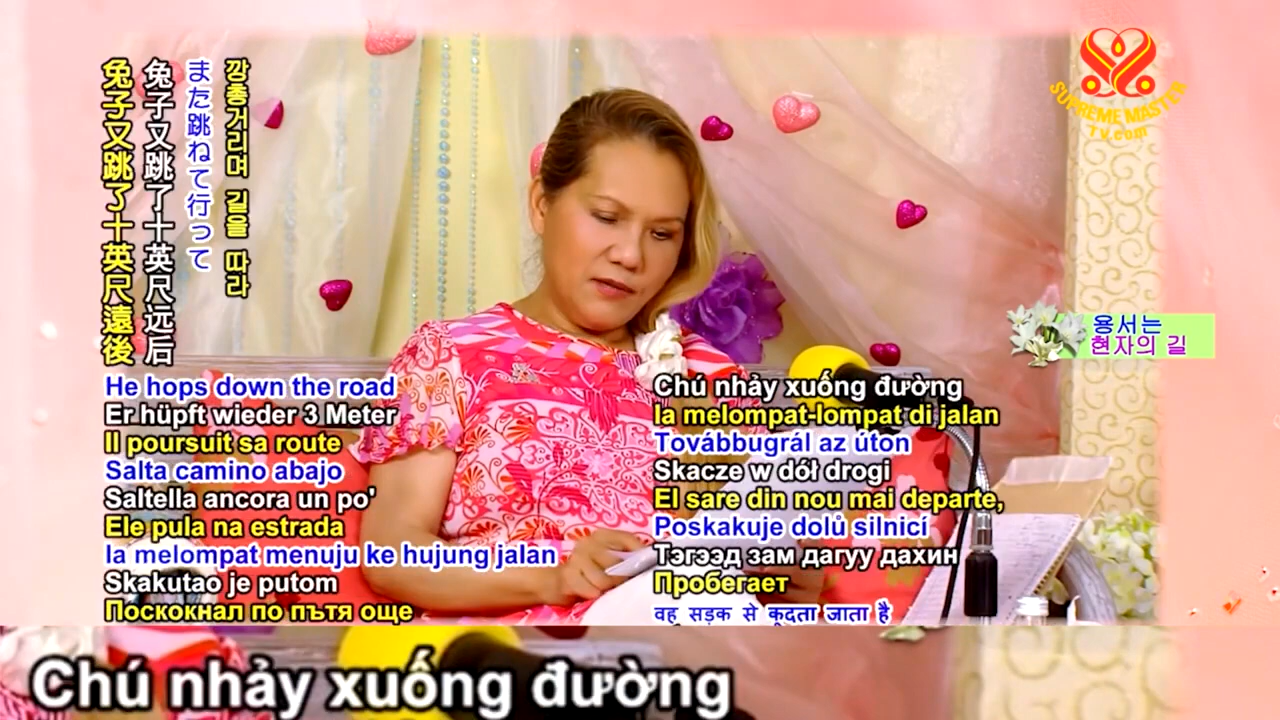 兔子又跳了十英尺遠後
兔子又跳了十英尺远后
また跳ねて行って
깡총거리며 길을 따라
SUPREME MASTER
TV.com
용서는
현자의 길
He hops down the road
Er hüpft wieder 3 Meter
Il poursuit sa route
Salta camino abajo
Saltella ancora un po'
Ele pula na estrada
Ia melompat menuju ke hujung jalan
Skakutao je putom
Поскокнал по пътя още
Chú nhảy xuống đường
Ia melompat-lompat di jalan
Továbbugrál az úton
Skacze w dół drogi
El sare din nou mai departe,
Poskakuje dolů silnicí
Тэгээд зам дагуу дахин
Пробегает
वह सड़क से कूदता जाता है
Chú nhảy xuống đường